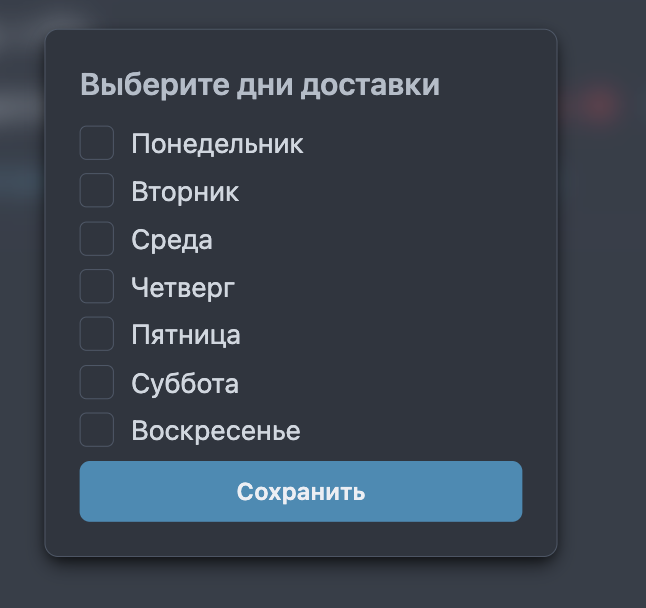 Выберите дни доставки
Понедельник
Вторник
Среда
Четверг
Пятница
Суббота
Воскресенье
Сохранить